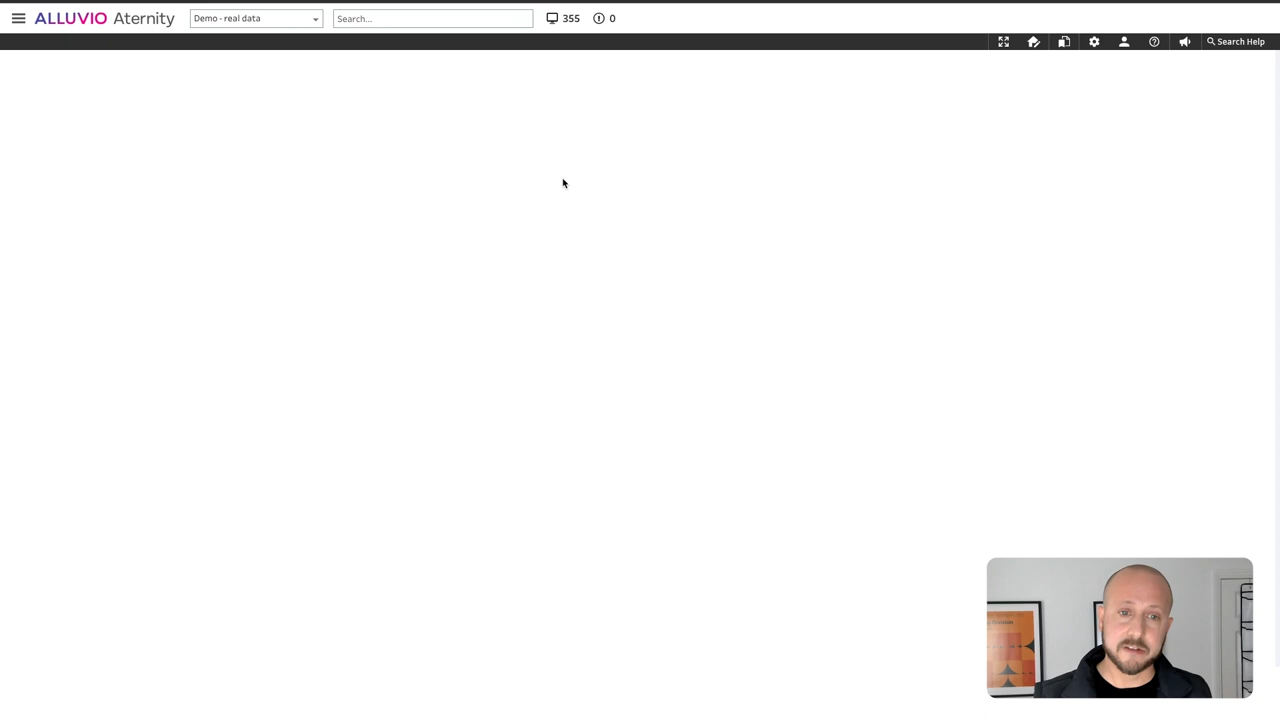 ALLUVIO Aternity
Demo - real data
Search...
355
0
Search Help